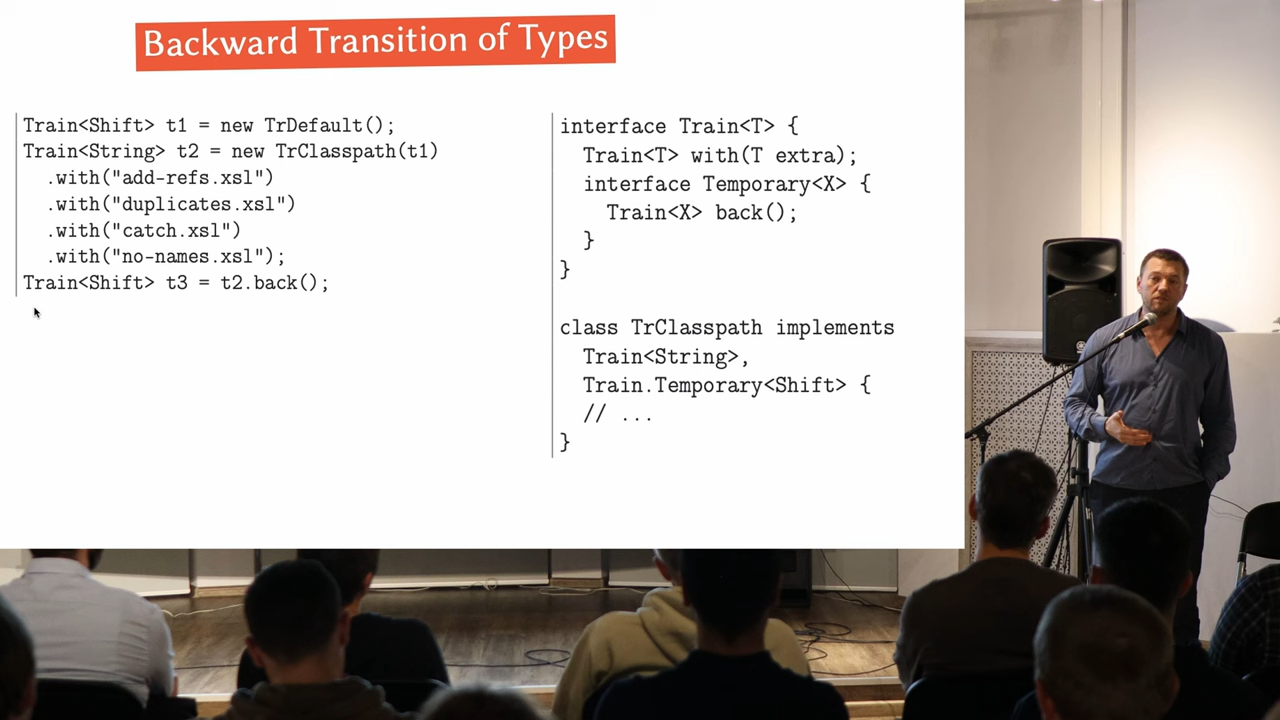 Backward Transition of Types
Train<Shift> t1 = new TrDefault();
Train<String> t2 = new TrClasspath(t1)
.with("add-refs.xsl")
.with("duplicates.xsl")
.with("catch.xsl")
.with("no-names.xsl");
Train<Shift> t3 = t2.back();
interface Train<T> {
Train<T> with(T extra);
interface Temporary<X> {
Train<X> back();
}
}
class TrClasspath implements
Train<String>,
Train.Temporary<Shift> {
// ...
}